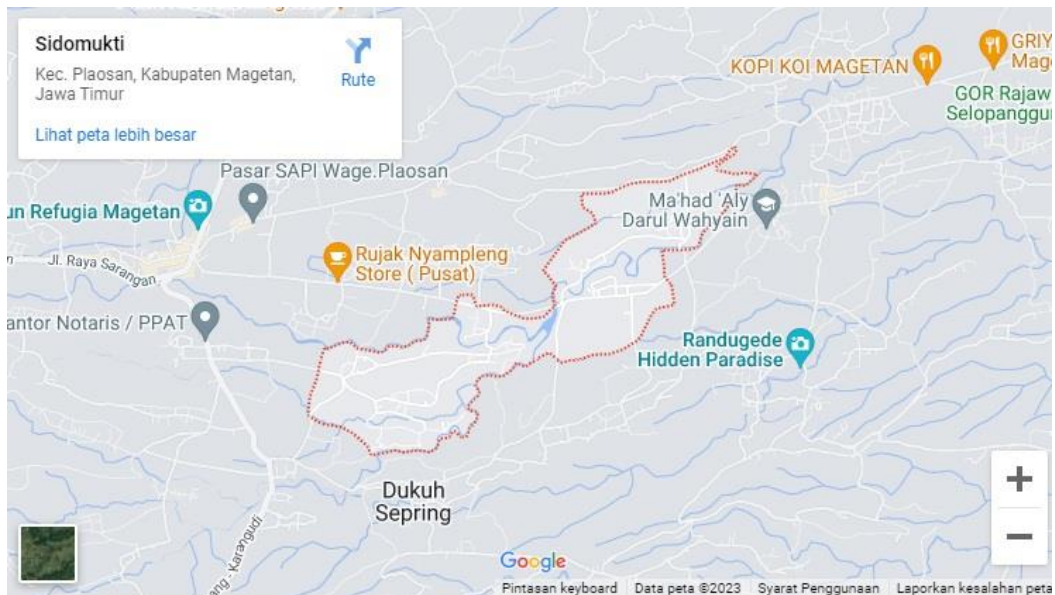 Sidomukti
Kec. Plaosan, Kabupaten Magetan,
Jawa Timur
Rute
Lihat peta lebih besar
KOPI KOI MAGETAN
GRIY
Mag
GOR Rajaw
Selopanggu
Pasar SAPI Wage.Plaosan
un Refugia Magetan
Ma'had 'Aly
Darul Wahyain
Jl. Raya Sarangan
Rujak Nyampleng
Store ( Pusat)
antor Notaris / PPAT
Randugede
Hidden Paradise
Dukuh
Sepring
ang - Karangudi
Google
Pintasan keyboard
Data peta ©2023
Syarat Penggunaan
Laporkan kesalahan peta